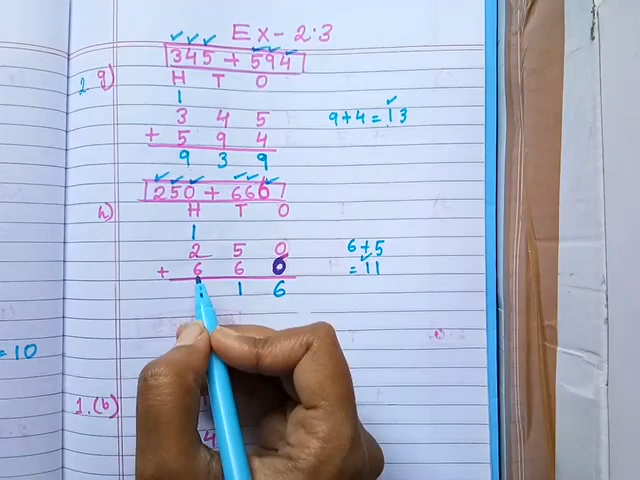 Ex - 2.3
345 + 594
2. g)
H T O
1
3 4 5
+ 5 9 4
9 3 9
9+4 = 13
250 + 666
h)
H T O
1
2 5 0
+ 6 6
1 6
6+5
= 11
= 10
1. (b)
4